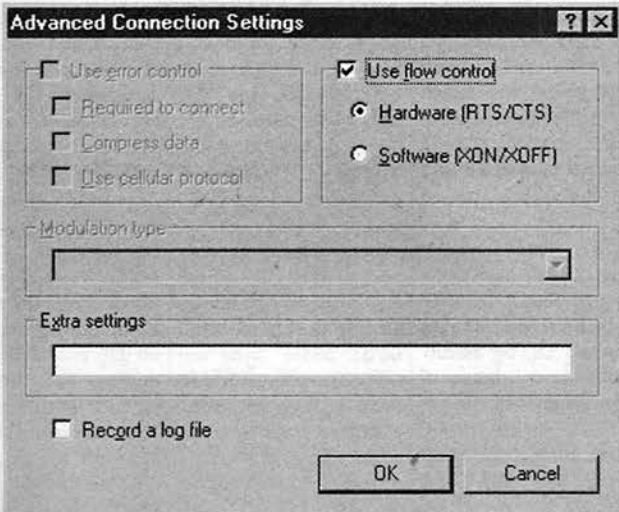 Advanced Connection Settings
Use error control
Required to connect
Compress data
Use cellular protocol
Use flow control
Hardware (RTS/CTS)
Software (XON/XOFF)
Modulation type
Extra settings
Record a log file
OK
Cancel